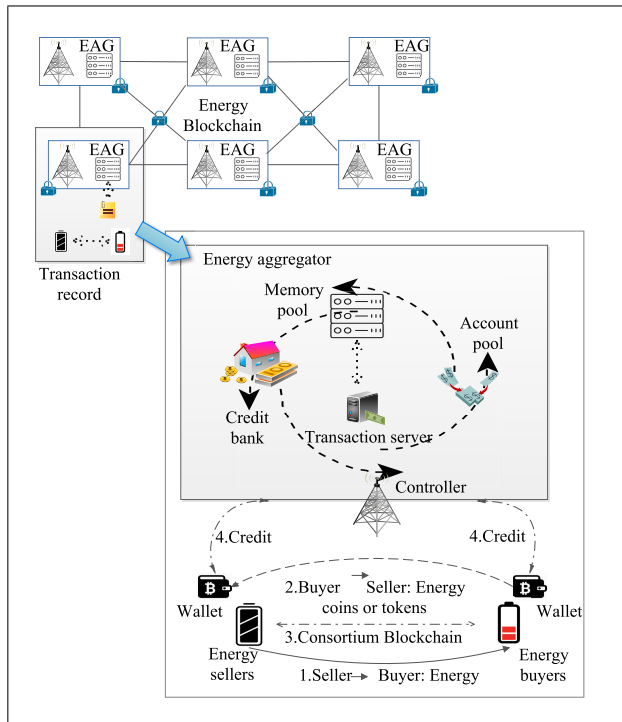 EAG
EAG
EAG
Energy
Blockchain
EAG
EAG
EAG
Transaction
record
Energy aggregator
Memory
pool
Account
pool
Credit
bank
Transaction server
Controller
4.Credit
4.Credit
2.Buyer → Seller: Energy
coins or tokens
Wallet
Wallet
3.Consortium Blockchain
Energy
sellers
Energy
buyers
1.Seller → Buyer: Energy